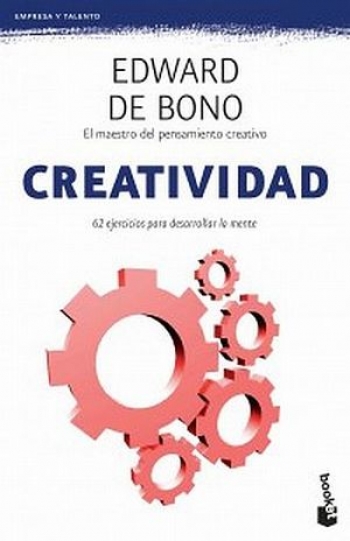 EMPRESA Y TALENTO
EDWARD
DE BONO
El maestro del pensamiento creativo
CREATIVIDAD
62 ejercicios para desarrollar la mente
booket